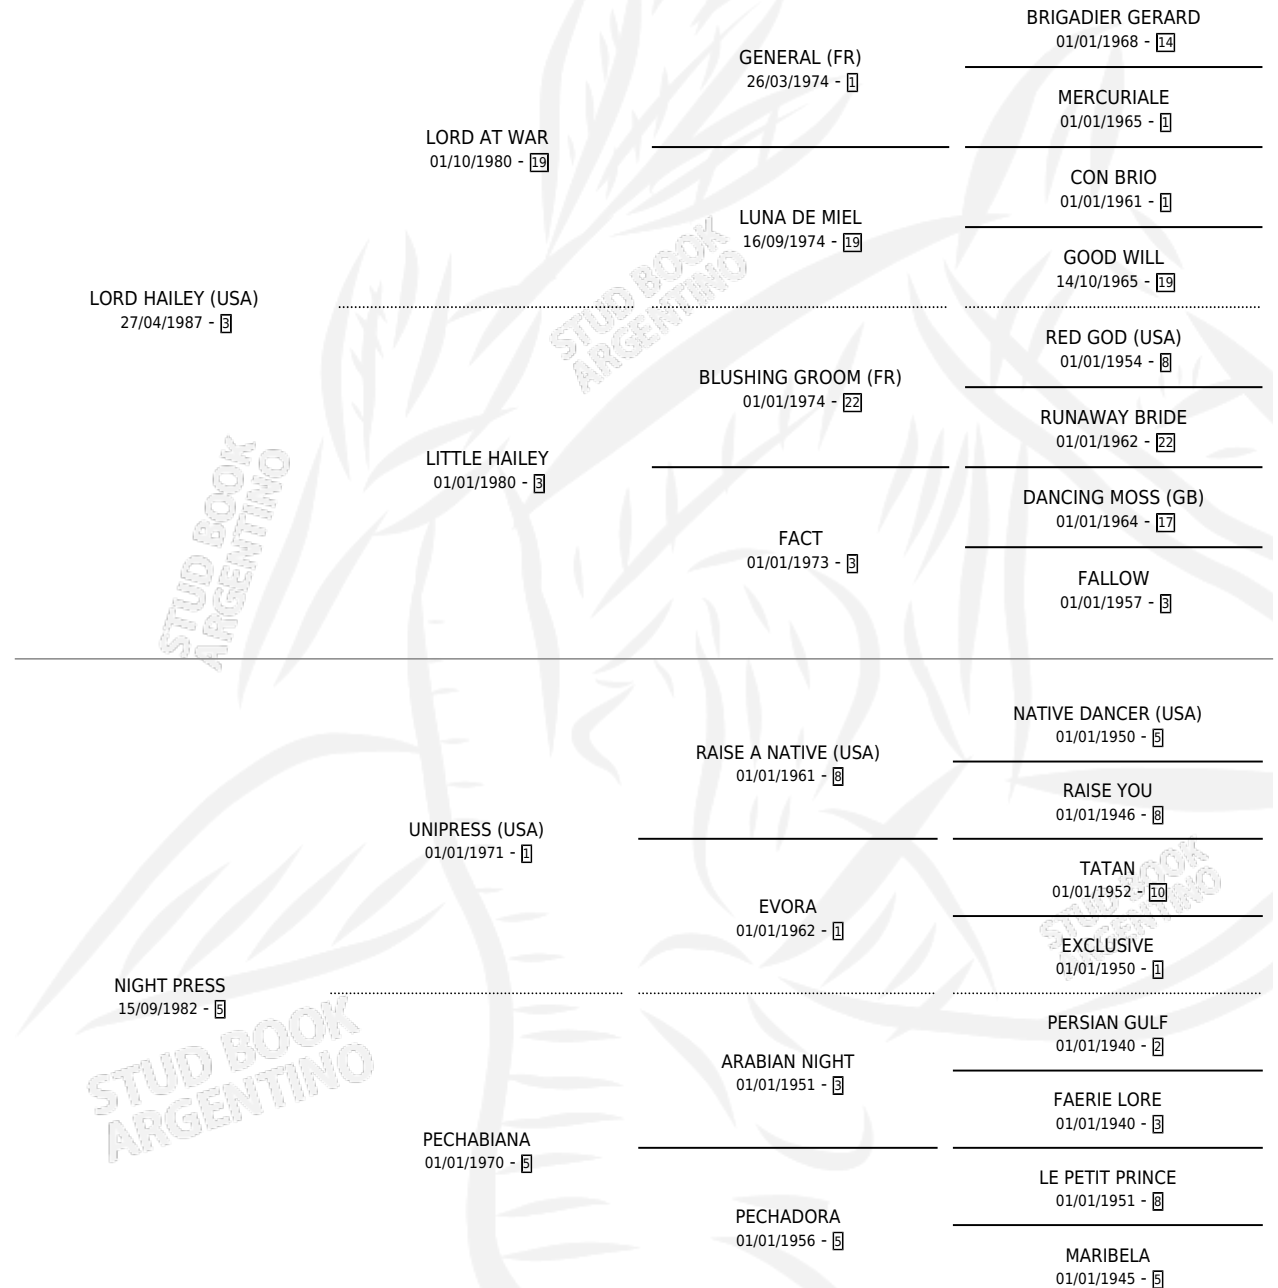 BRIGADIER GERARD
01/01/1968 - 14
GENERAL (FR)
26/03/1974 - 1
MERCURIALE
01/01/1965 - 1
LORD AT WAR
01/10/1980 - 19
CON BRIO
01/01/1961 - 1
LUNA DE MIEL
16/09/1974 - 19
GOOD WILL
14/10/1965 - 19
LORD HAILEY (USA)
27/04/1987 - 3
RED GOD (USA)
01/01/1954 - 8
BLUSHING GROOM (FR)
01/01/1974 - 22
RUNAWAY BRIDE
01/01/1962 - 22
LITTLE HAILEY
01/01/1980 - 3
DANCING MOSS (GB)
01/01/1964 - 17
FACT
01/01/1973 - 3
FALLOW
01/01/1957 - 3
NATIVE DANCER (USA)
01/01/1950 - 5
RAISE A NATIVE (USA)
01/01/1961 - 8
RAISE YOU
01/01/1946 - 8
UNIPRESS (USA)
01/01/1971 - 1
TATAN
01/01/1952 - 10
EVORA
01/01/1962 - 1
EXCLUSIVE
01/01/1950 - 1
NIGHT PRESS
15/09/1982 - 5
PERSIAN GULF
01/01/1940 - 2
ARABIAN NIGHT
01/01/1951 - 3
FAERIE LORE
01/01/1940 - 3
PECHABIANA
01/01/1970 - 5
LE PETIT PRINCE
01/01/1951 - 8
PECHADORA
01/01/1956 - 5
MARIBELA
01/01/1945 - 5
STUD BOOK
ARGENTINO
STUD BOOK
ARGENTINO
STUD BOOK
ARGENTINO
STUD BOOK
ARGENTINO